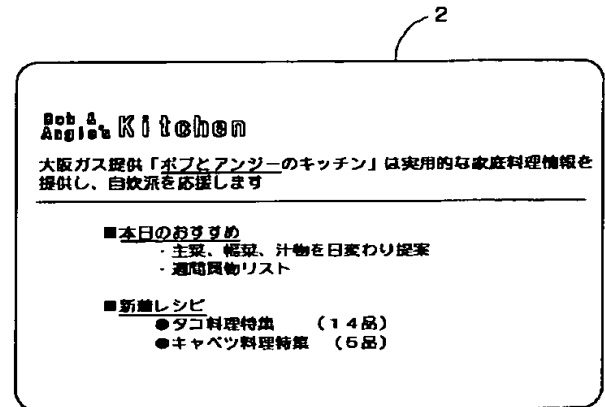 2
Bob &
Angie's Kitchen
大阪ガス提供「ボブとアンジーのキッチン」は実用的な家庭料理情報を
提供し、自炊派を応援します
■本日のおすすめ
・主菜、副菜、汁物を日変わり提案
・週間買物リスト
■新着レシピ
●タコ料理特集 （１４品）
●キャベツ料理特集 （５品）